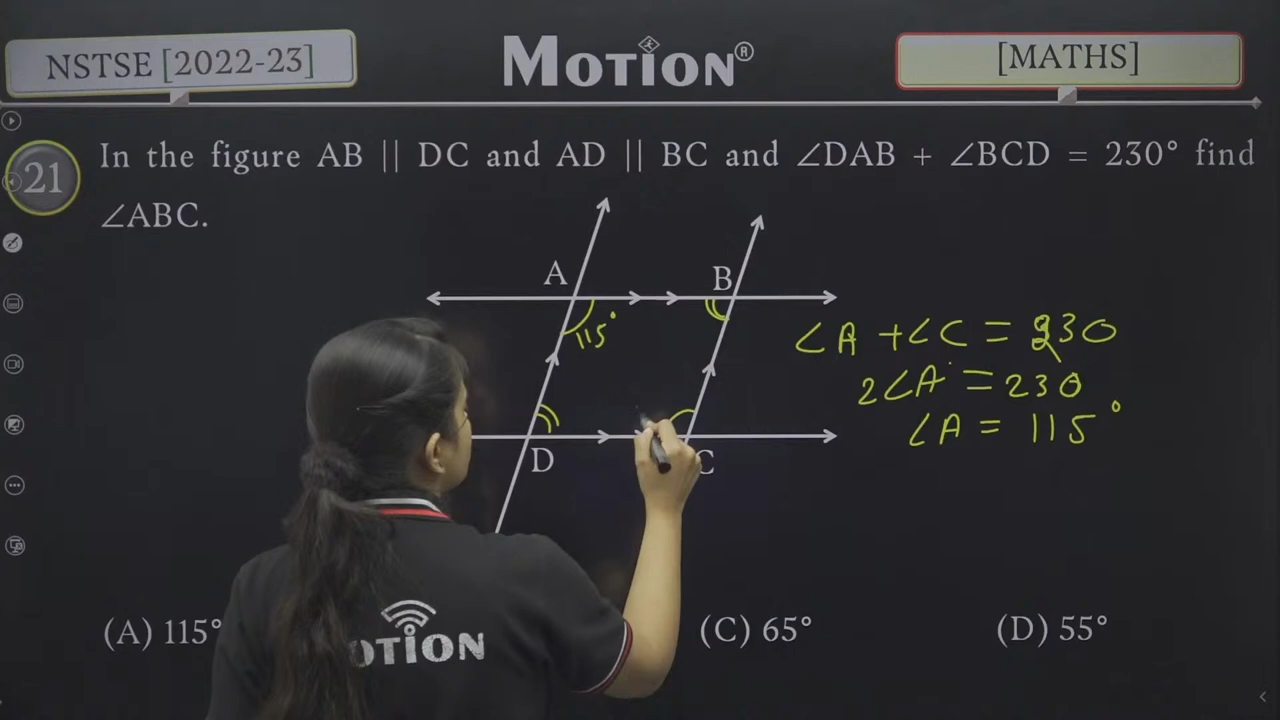 NSTSE [2022-23]
MOTION®
[MATHS]
21
In the figure AB || DC and AD || BC and ∠DAB + ∠BCD = 230° find
∠ABC.
A
B
115°
∠A + ∠C = 230
2∠A = 230
∠A = 115°
D
C
(A) 115°
(C) 65°
(D) 55°
OTION